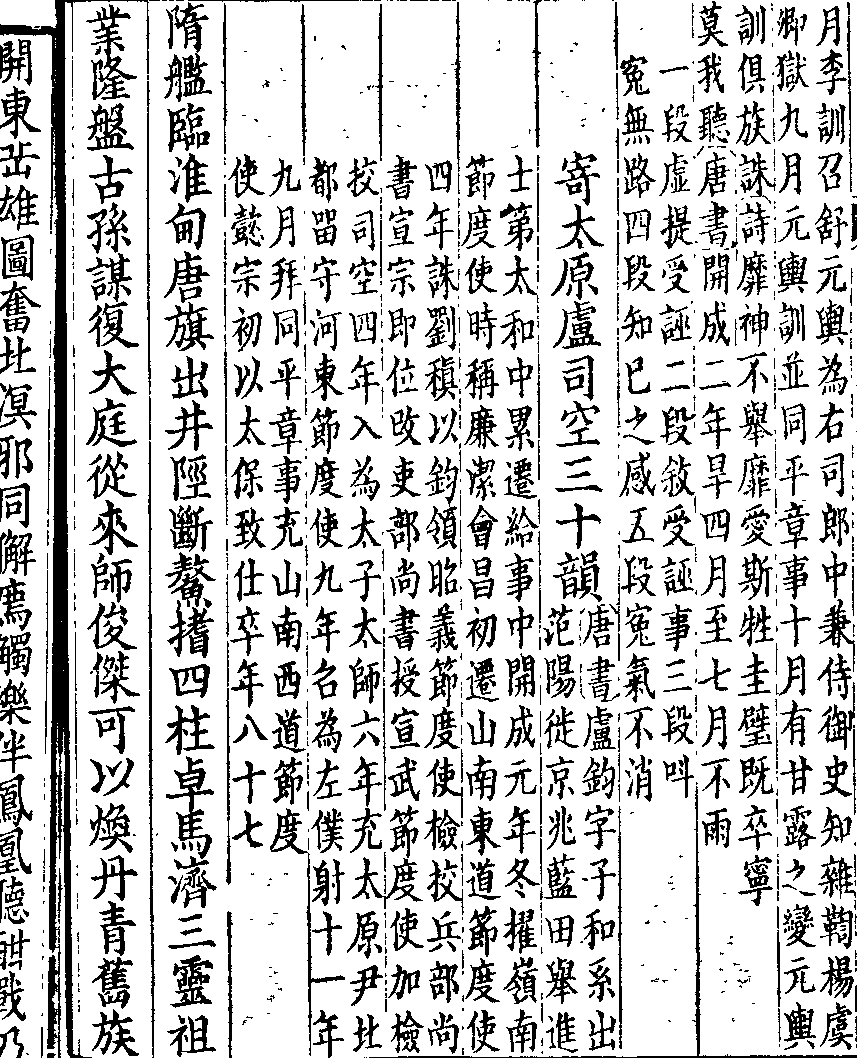 月李訓召舒元輿為右司郎中兼侍御史知雜鞫楊虞
卿獄九月元輿訓並同平章事十月有甘露之變元輿
訓俱族誅詩靡神不舉靡愛斯牲圭璧既卒寧
莫我聽唐書開成二年旱四月至七月不雨
一段虛提受誣二段敘受誣事三段叫
冤無路四段知已之感五段冤氣不消
寄太原盧司空三十韻唐書盧鈞字子和系出
范陽徙京兆藍田舉進
士第太和中累遷給事中開成元年冬擢嶺南
節度使時稱廉潔會昌初遷山南東道節度使
四年誅劉稹以鈞領昭義節度使檢挍兵部尚
書宣宗即位改吏部尚書授宣武節度使加檢
挍司空四年入為太子太師六年充太原尹北
都留守河東節度使九年召為左僕射十一年
九月拜同平章事充山南西道節度
使懿宗初以太保致仕卒年八十七
隋艦臨淮甸唐旗出井陘斷鰲搘四柱卓馬濟三靈祖
業隆盤古孫謀復大庭從來師俊傑可以煥丹青舊族
開東岳雄圖奮北溟邪同獬廌觸樂伴鳳凰聽酣戰乃